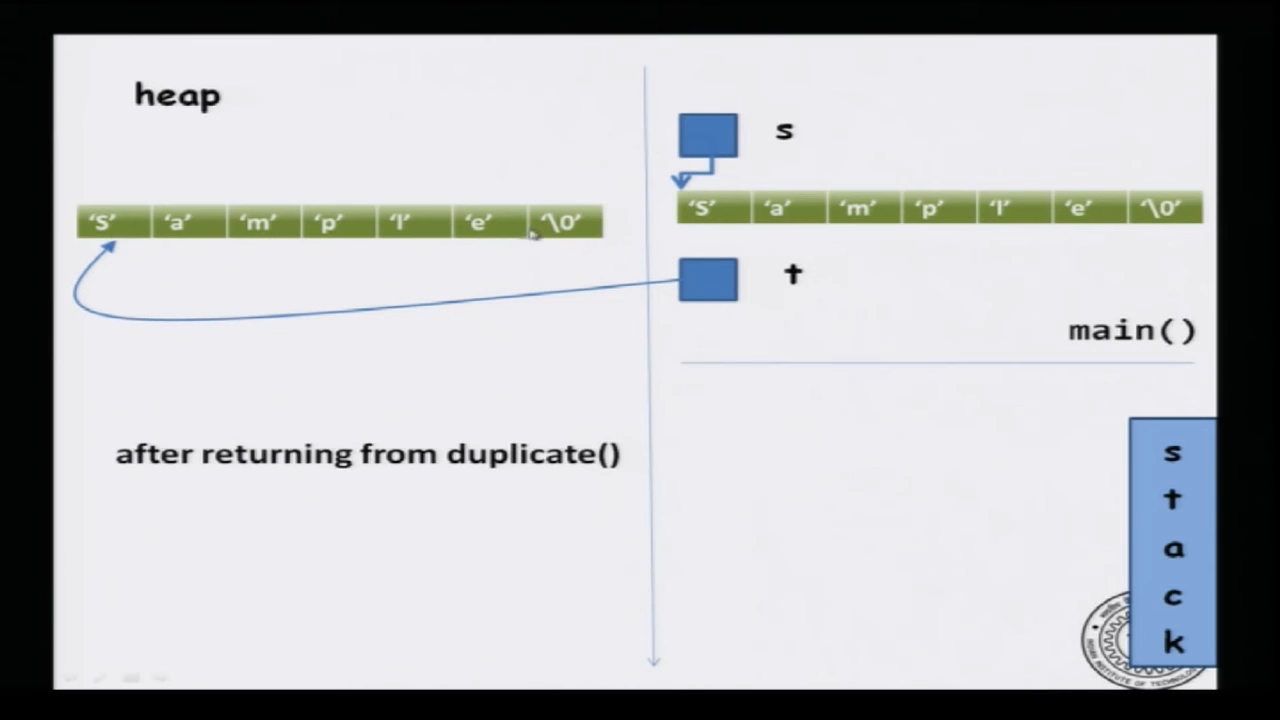 heap
s
'S' 'a' 'm' 'p' 'l' 'e' '\0'
'S' 'a' 'm' 'p' 'l' 'e' '\0'
t
main()
after returning from duplicate()
s
t
a
c
k